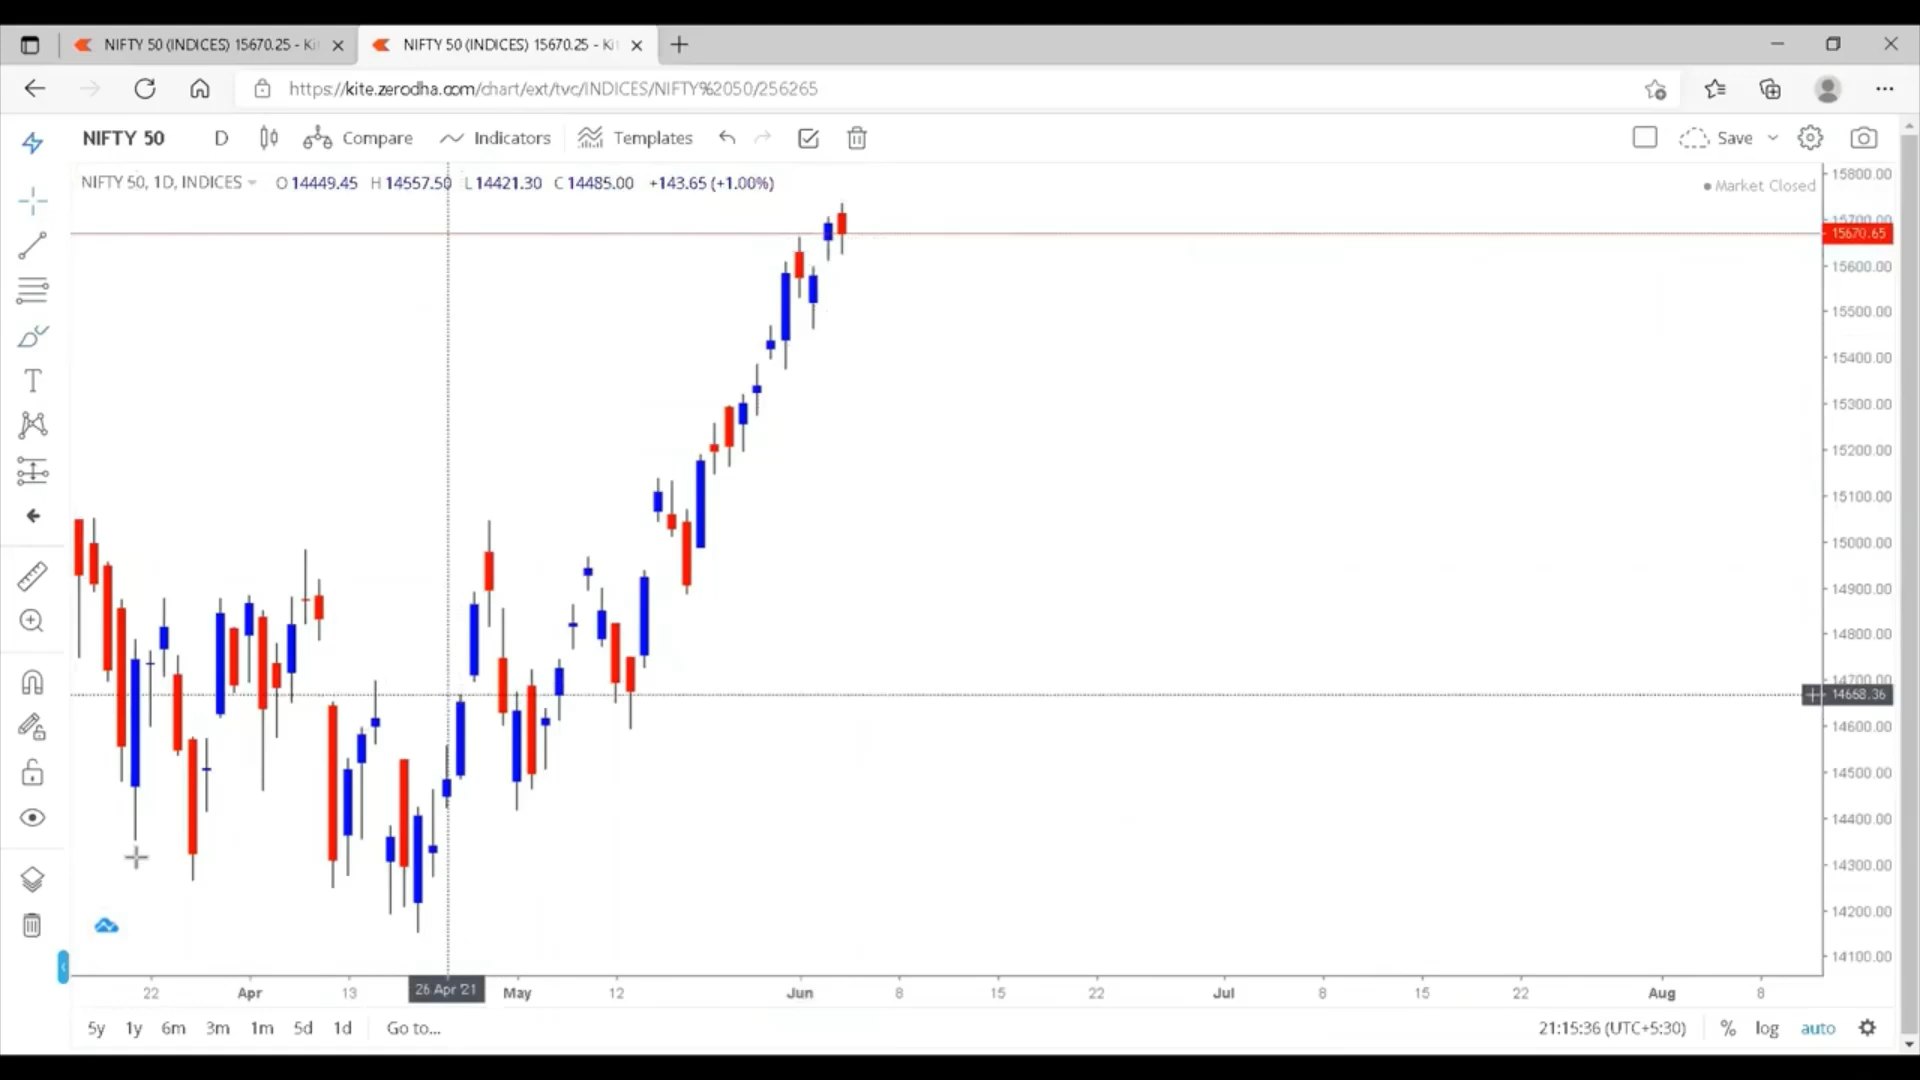 NIFTY 50 (INDICES) 15670.25 - Ki
NIFTY 50 (INDICES) 15670.25 - Ki
https://kite.zerodha.com/chart/ext/tvc/INDICES/NIFTY%2050/256265
NIFTY 50 D Compare Indicators Templates Save
NIFTY 50, 1D, INDICES O 14449.45 H 14557.50 L 14421.30 C 14485.00 +143.65 (+1.00%)
Market Closed
15800.00
15700.00
15670.65
15600.00
15500.00
15400.00
15300.00
15200.00
15100.00
15000.00
14900.00
14800.00
14700.00
14668.36
14600.00
14500.00
14400.00
14300.00
14200.00
14100.00
22 Apr 13 26 Apr '21 May 12 Jun 8 15 22 Jul 8 15 22 Aug 8
5y 1y 6m 3m 1m 5d 1d Go to... 21:15:36 (UTC+5:30) % log auto